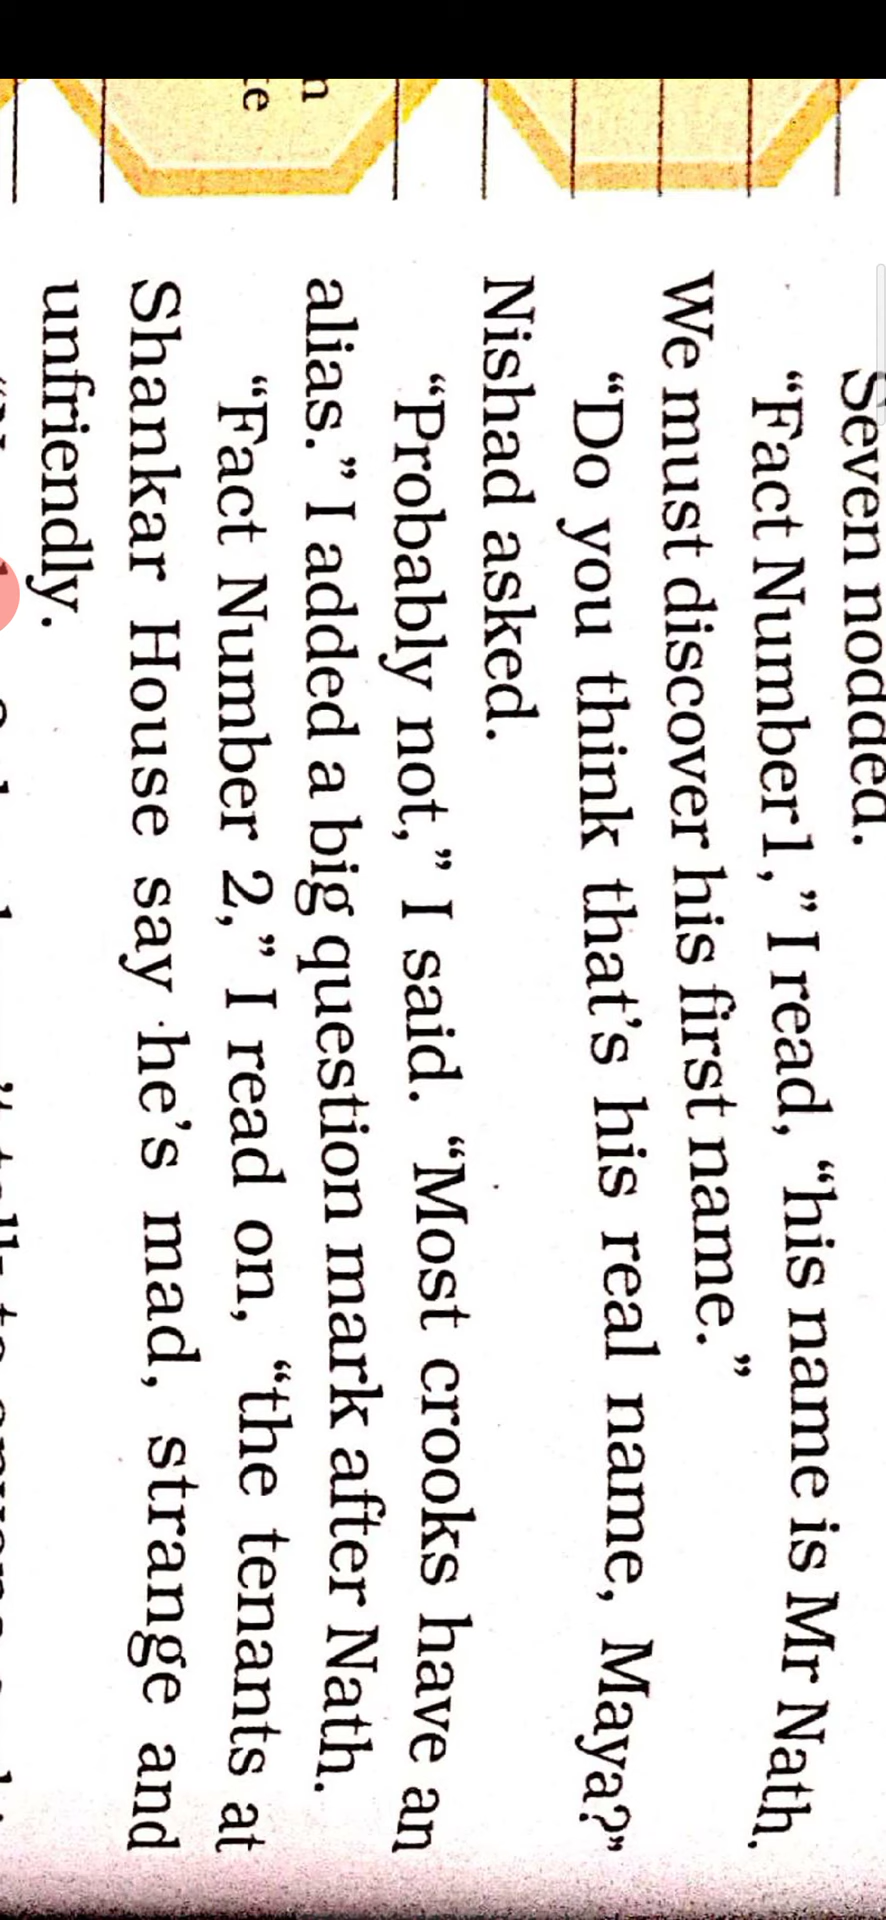 Seven nodded.
“Fact Number1,” I read, “his name is Mr Nath.
We must discover his first name.”
“Do you think that’s his real name, Maya?”
Nishad asked.
“Probably not,” I said. “Most crooks have an
alias.” I added a big question mark after Nath.
“Fact Number 2,” I read on, “the tenants at
Shankar House say he’s mad, strange and
unfriendly.